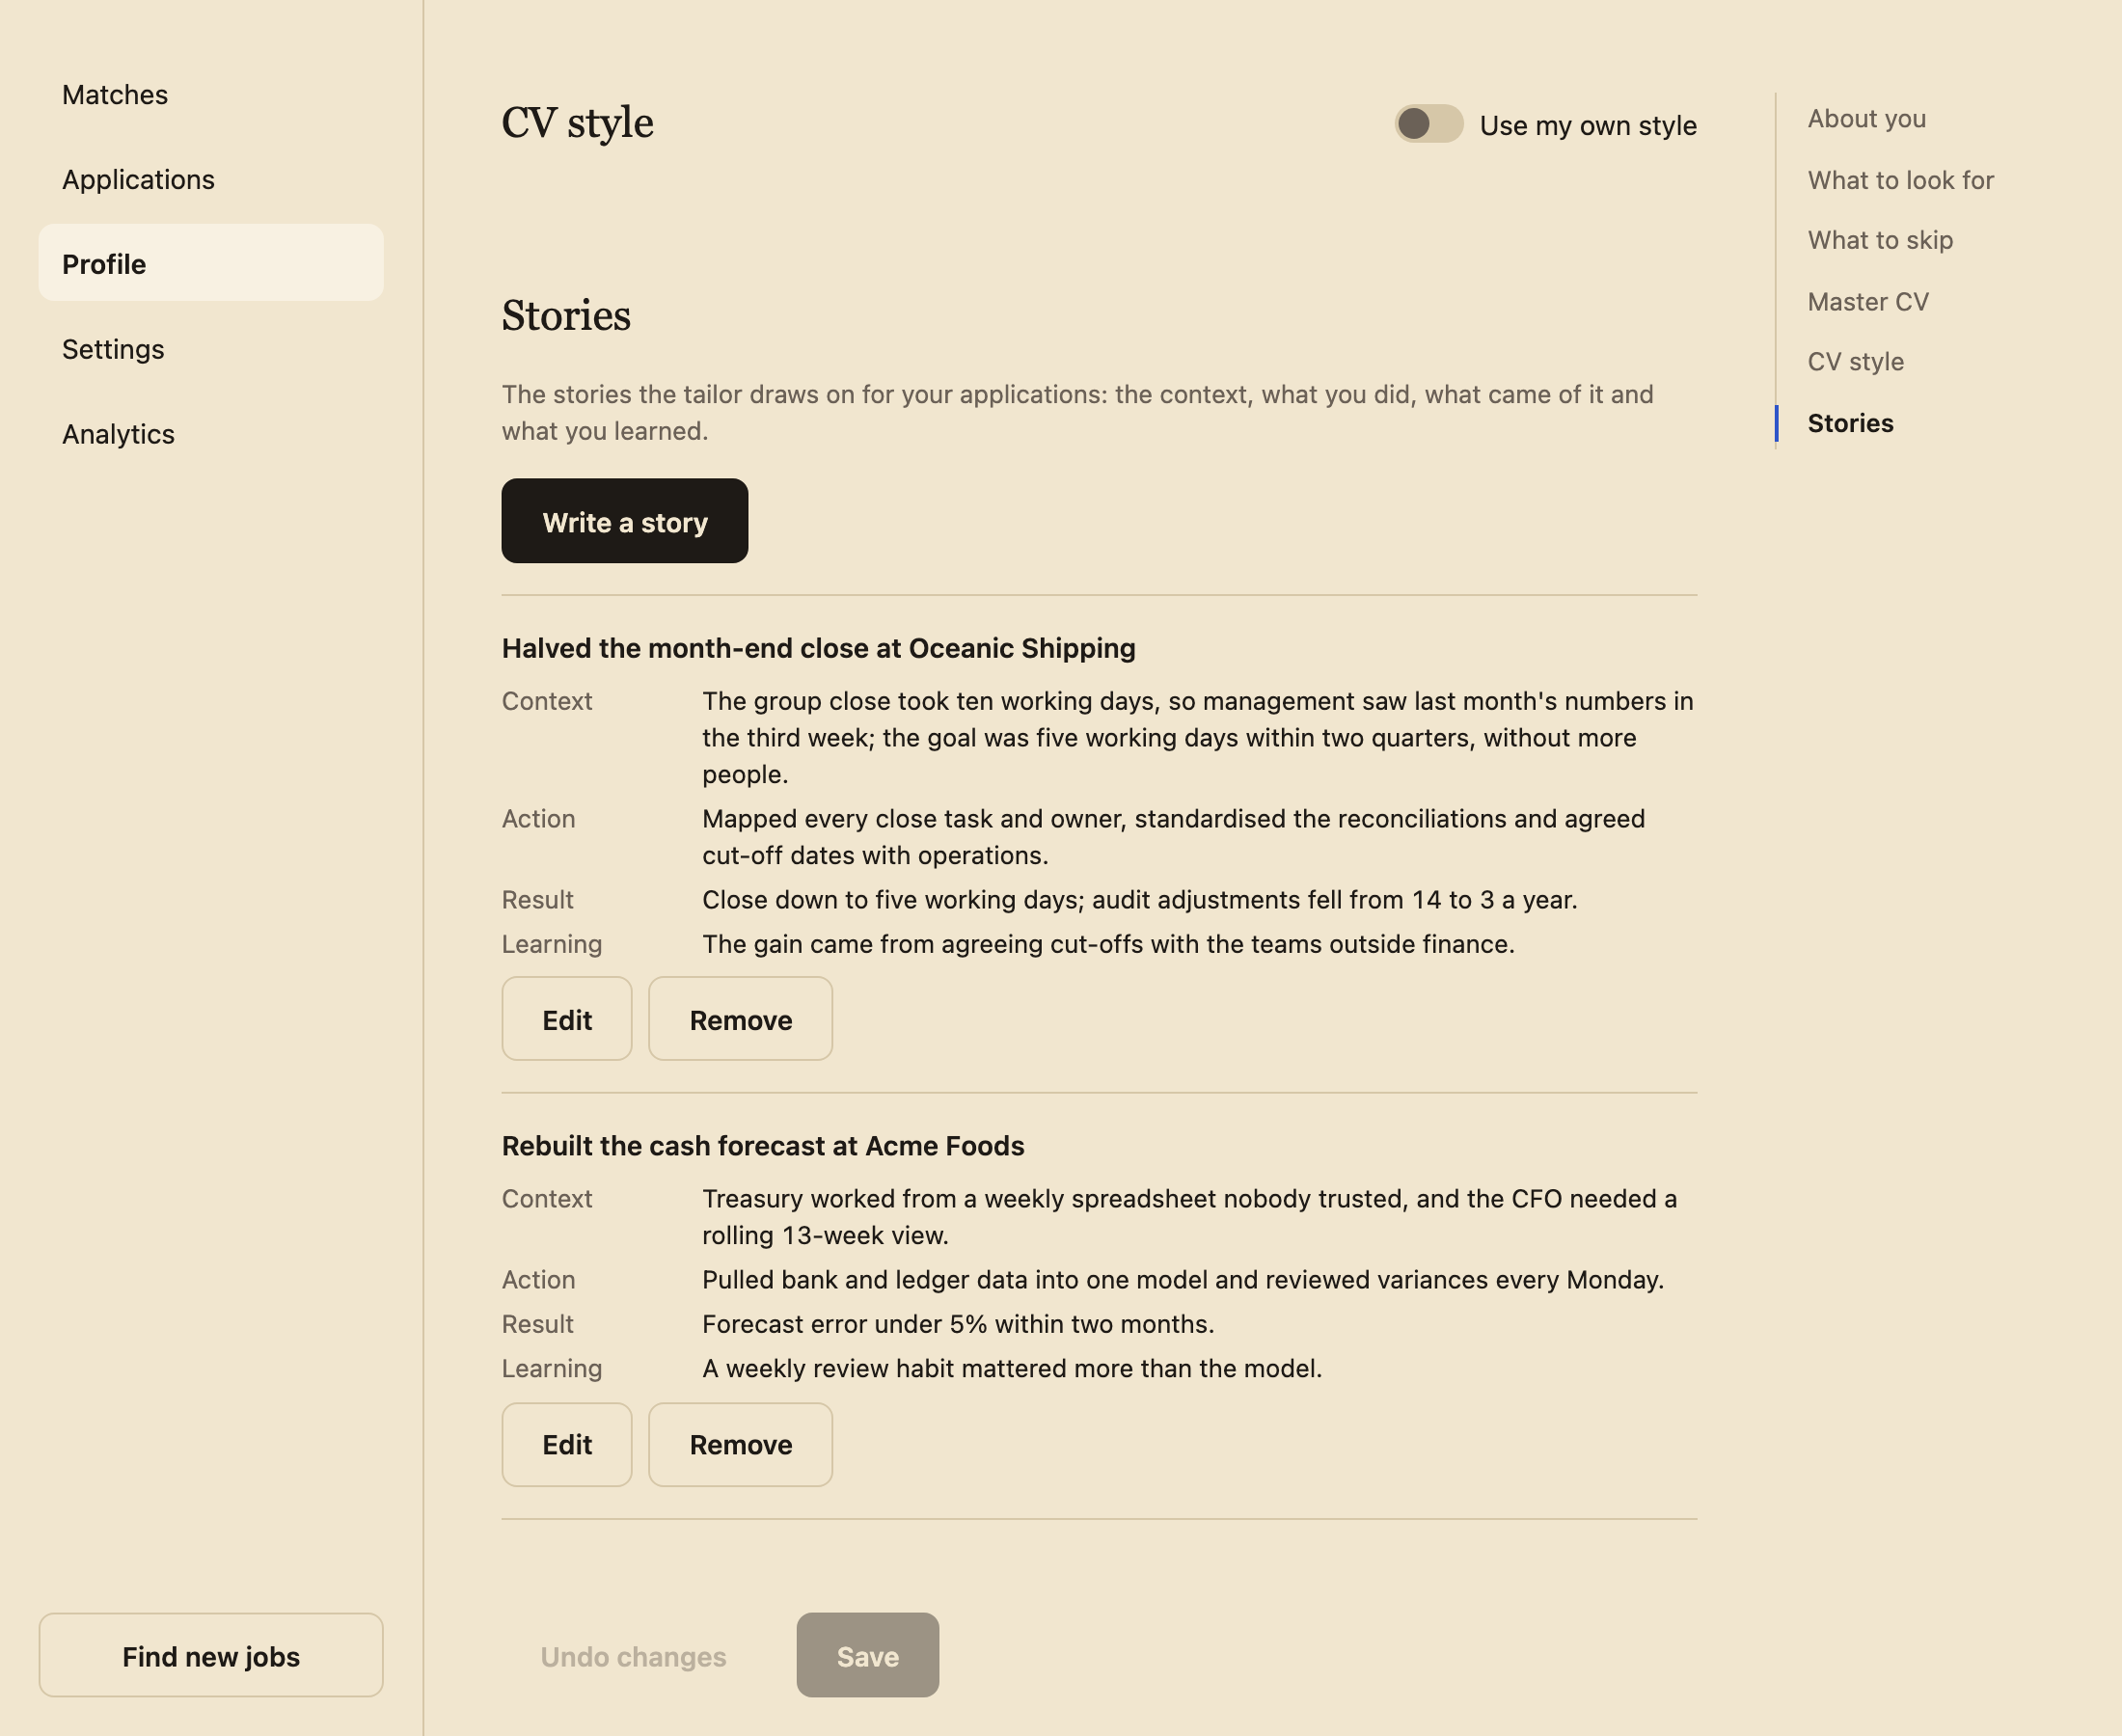 Matches
Applications
Profile
Settings
Analytics
Find new jobs
CV style
Use my own style
Stories
The stories the tailor draws on for your applications: the context, what you did, what came of it and
what you learned.
Write a story
Halved the month-end close at Oceanic Shipping
Context
The group close took ten working days, so management saw last month's numbers in
the third week; the goal was five working days within two quarters, without more
people.
Action
Mapped every close task and owner, standardised the reconciliations and agreed
cut-off dates with operations.
Result
Close down to five working days; audit adjustments fell from 14 to 3 a year.
Learning
The gain came from agreeing cut-offs with the teams outside finance.
Edit
Remove
Rebuilt the cash forecast at Acme Foods
Context
Treasury worked from a weekly spreadsheet nobody trusted, and the CFO needed a
rolling 13-week view.
Action
Pulled bank and ledger data into one model and reviewed variances every Monday.
Result
Forecast error under 5% within two months.
Learning
A weekly review habit mattered more than the model.
Edit
Remove
Undo changes
Save
About you
What to look for
What to skip
Master CV
CV style
Stories